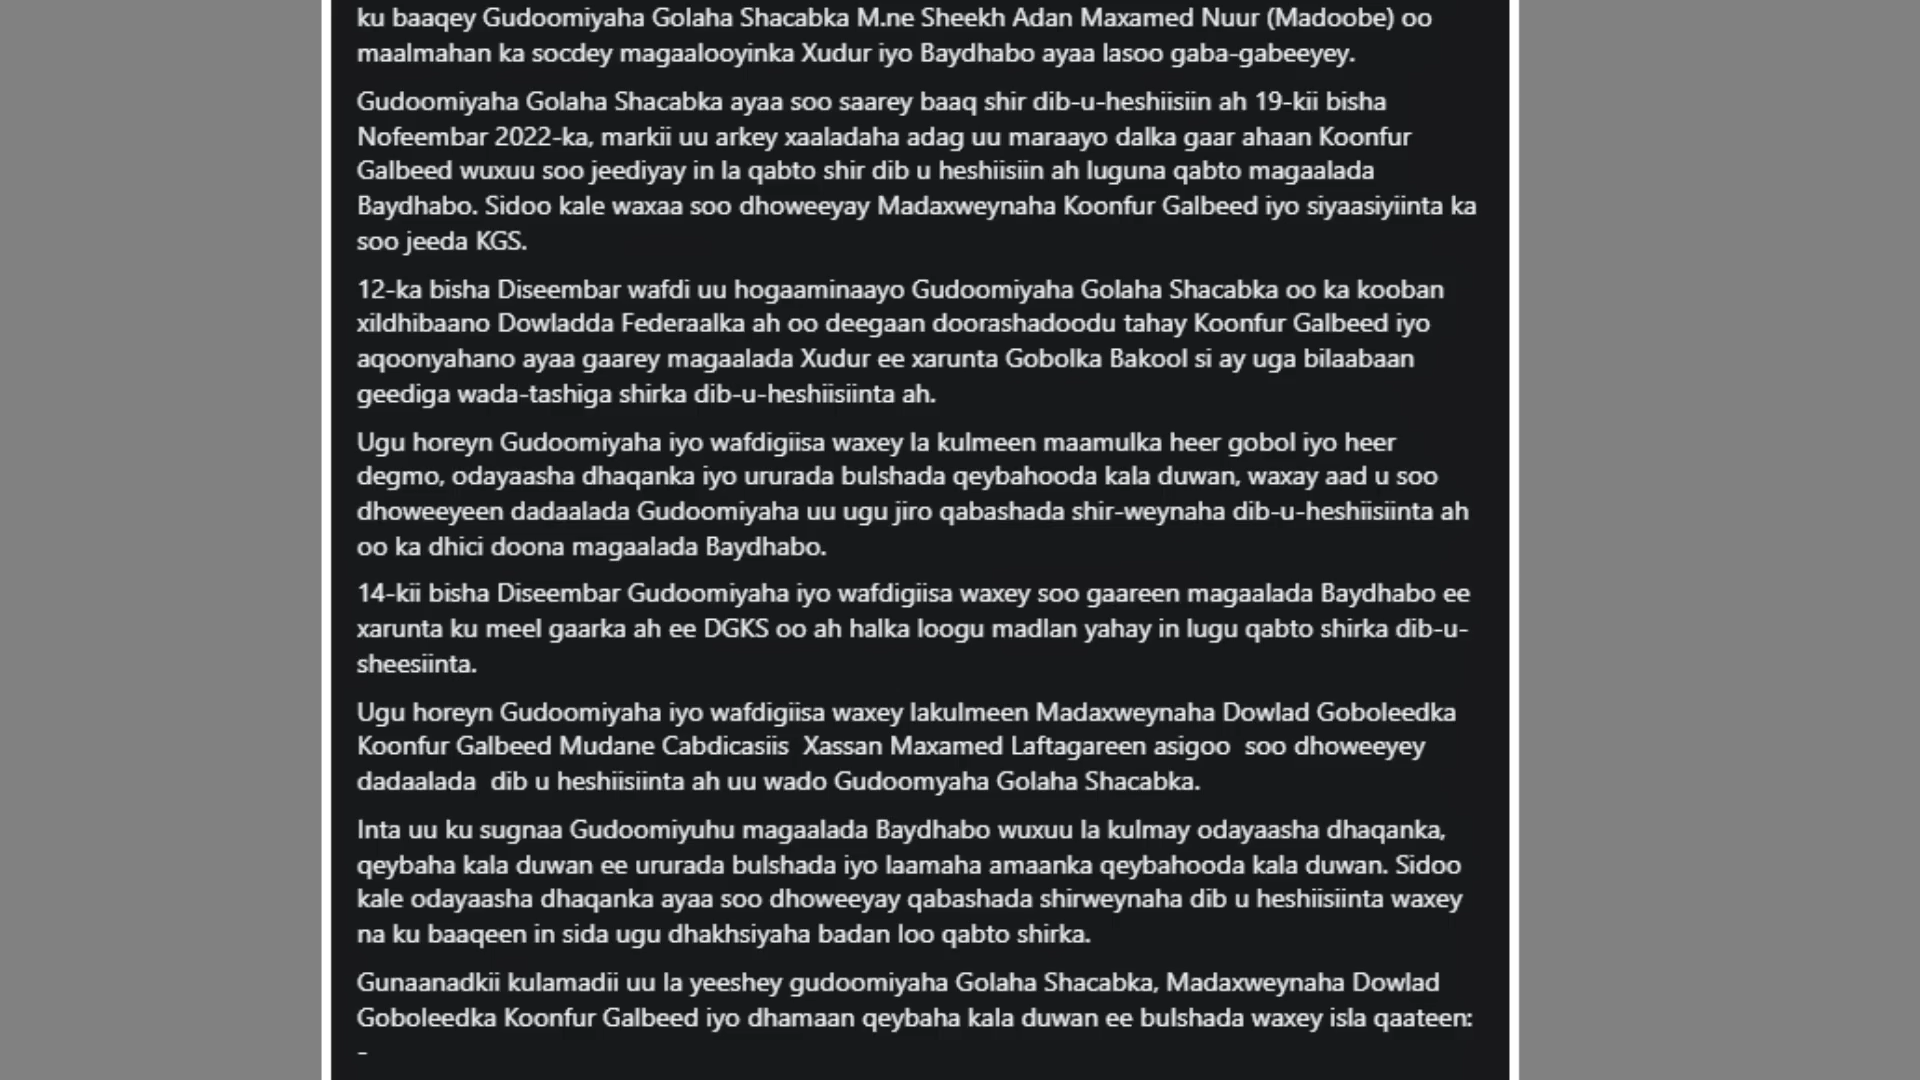 ku baaqey Gudoomiyaha Golaha Shacabka M.ne Sheekh Adan Maxamed Nuur (Madoobe) oo
maalmahan ka socdey magaalooyinka Xudur iyo Baydhabo ayaa lasoo gaba-gabeeyey.
Gudoomiyaha Golaha Shacabka ayaa soo saarey baaq shir dib-u-heshiisiin ah 19-kii bisha
Nofeembar 2022-ka, markii uu arkey xaaladaha adag uu maraayo dalka gaar ahaan Koonfur
Galbeed wuxuu soo jeediyay in la qabto shir dib u heshiisiin ah luguna qabto magaalada
Baydhabo. Sidoo kale waxaa soo dhoweeyay Madaxweynaha Koonfur Galbeed iyo siyaasiyiinta ka
soo jeeda KGS.
12-ka bisha Diseembar wafdi uu hogaaminaayo Gudoomiyaha Golaha Shacabka oo ka kooban
xildhibaano Dowladda Federaalka ah oo deegaan doorashadoodu tahay Koonfur Galbeed iyo
aqoonyahano ayaa gaarey magaalada Xudur ee xarunta Gobolka Bakool si ay uga bilaabaan
geediga wada-tashiga shirka dib-u-heshiisiinta ah.
Ugu horeyn Gudoomiyaha iyo wafdigiisa waxey la kulmeen maamulka heer gobol iyo heer
degmo, odayaasha dhaqanka iyo ururada bulshada qeybahooda kala duwan, waxay aad u soo
dhoweeyeen dadaalada Gudoomiyaha uu ugu jiro qabashada shir-weynaha dib-u-heshiisiinta ah
oo ka dhici doona magaalada Baydhabo.
14-kii bisha Diseembar Gudoomiyaha iyo wafdigiisa waxey soo gaareen magaalada Baydhabo ee
xarunta ku meel gaarka ah ee DGKS oo ah halka loogu madlan yahay in lugu qabto shirka dib-u-
sheesiinta.
Ugu horeyn Gudoomiyaha iyo wafdigiisa waxey lakulmeen Madaxweynaha Dowlad Goboleedka
Koonfur Galbeed Mudane Cabdicasiis  Xassan Maxamed Laftagareen asigoo  soo dhoweeyey
dadaalada  dib u heshiisiinta ah uu wado Gudoomyaha Golaha Shacabka.
Inta uu ku sugnaa Gudoomiyuhu magaalada Baydhabo wuxuu la kulmay odayaasha dhaqanka,
qeybaha kala duwan ee ururada bulshada iyo laamaha amaanka qeybahooda kala duwan. Sidoo
kale odayaasha dhaqanka ayaa soo dhoweeyay qabashada shirweynaha dib u heshiisiinta waxey
na ku baaqeen in sida ugu dhakhsiyaha badan loo qabto shirka.
Gunaanadkii kulamadii uu la yeeshey gudoomiyaha Golaha Shacabka, Madaxweynaha Dowlad
Goboleedka Koonfur Galbeed iyo dhamaan qeybaha kala duwan ee bulshada waxey isla qaateen:
-